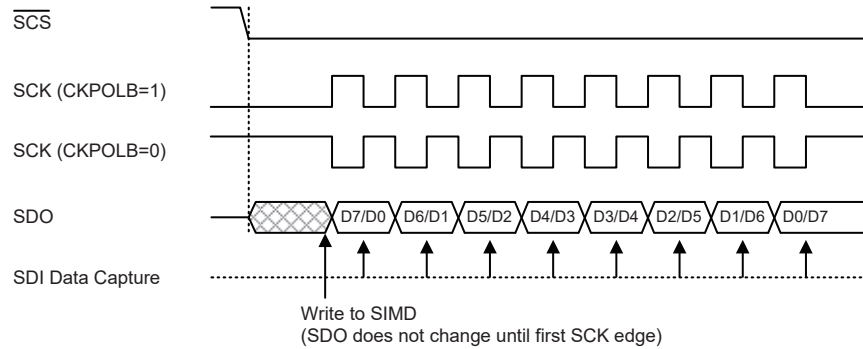 SCS
SCK (CKPOLB=1)
SCK (CKPOLB=0)
SDO
D7/D0 D6/D1 D5/D2 D4/D3 D3/D4 D2/D5 D1/D6 D0/D7
SDI Data Capture
Write to SIMD
(SDO does not change until first SCK edge)